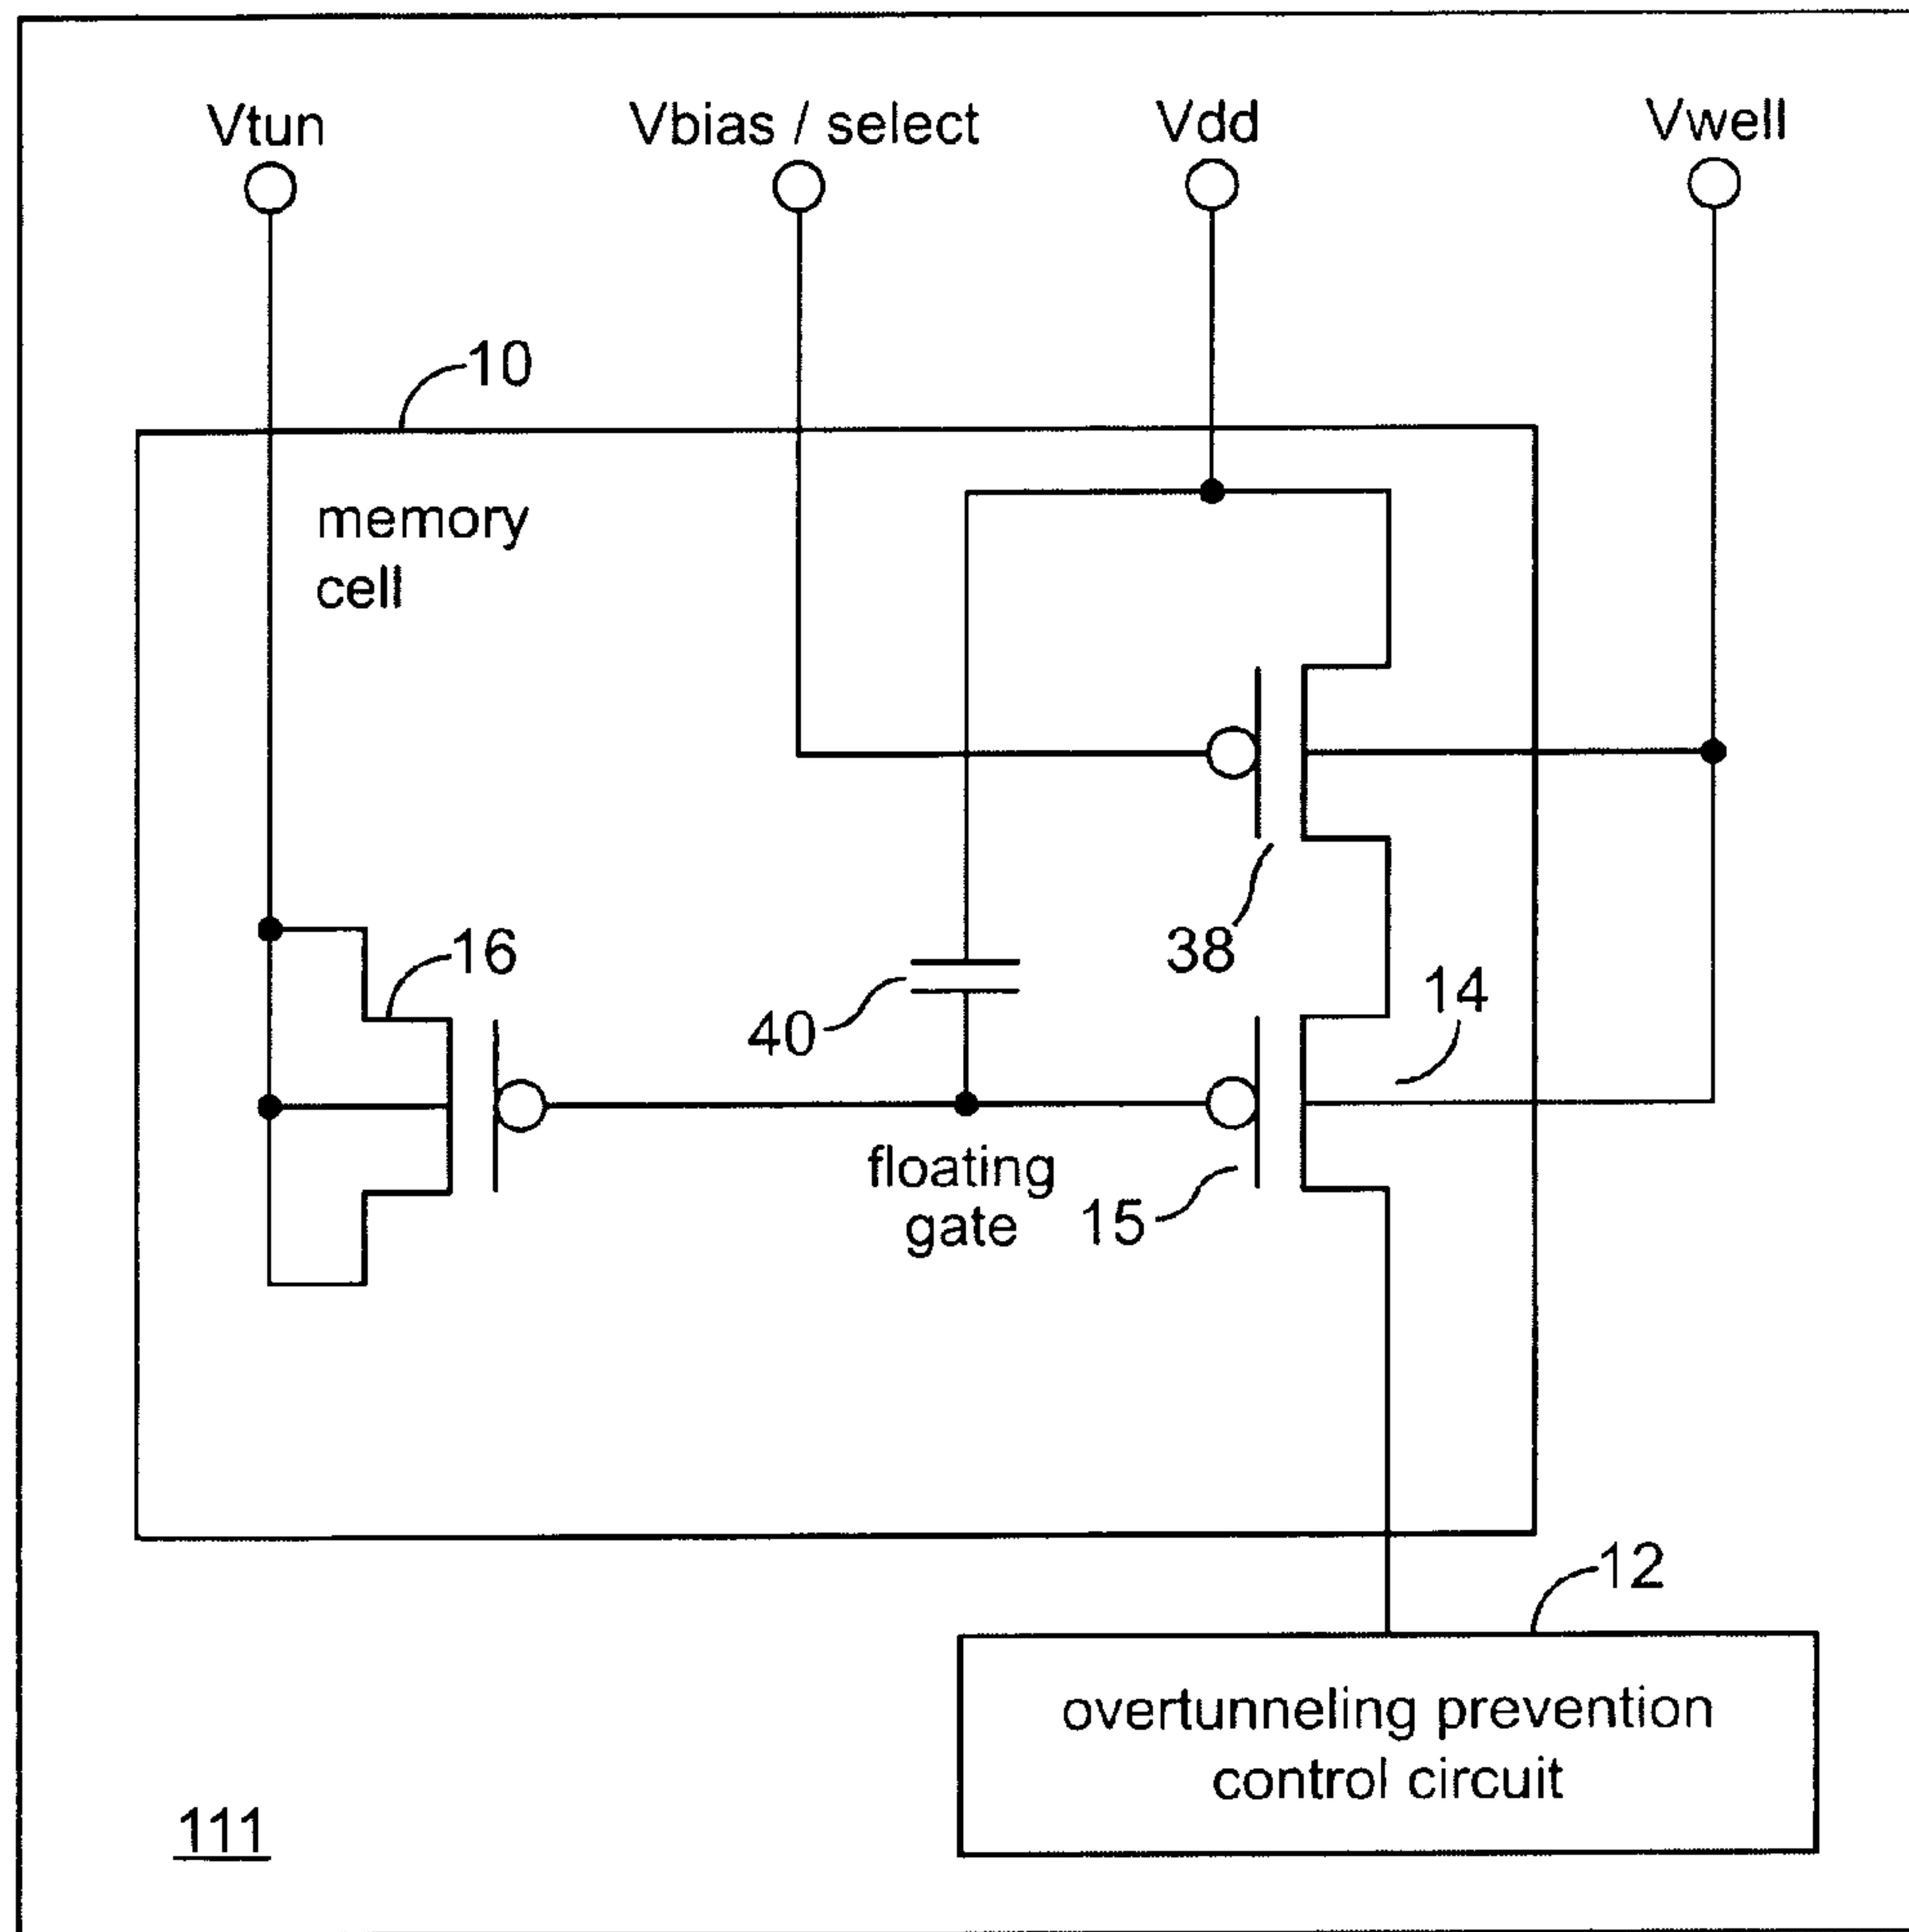 Vtun
Vbias / select
Vdd
Vwell
10
memory
cell
16
38
40
14
floating
gate
15
12
overtunneling prevention
control circuit
111